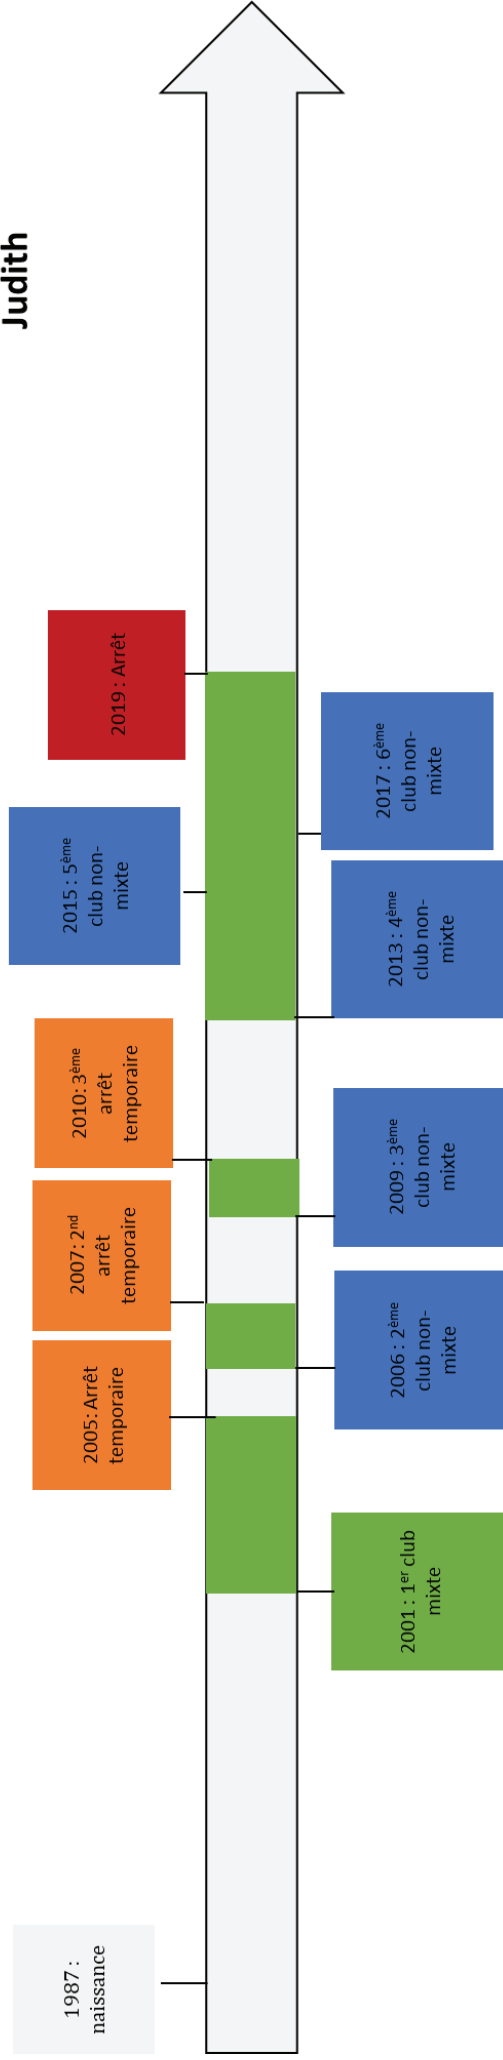 Judith
1987 :
naissance
2005: Arrêt
temporaire
2007: 2nd
arrêt
temporaire
2010: 3ème
arrêt
temporaire
2015 : 5ème
club non-
mixte
2019 : Arrêt
2001 : 1er club
mixte
2006 : 2ème
club non-
mixte
2009 : 3ème
club non-
mixte
2013 : 4ème
club non-
mixte
2017 : 6ème
club non-
mixte